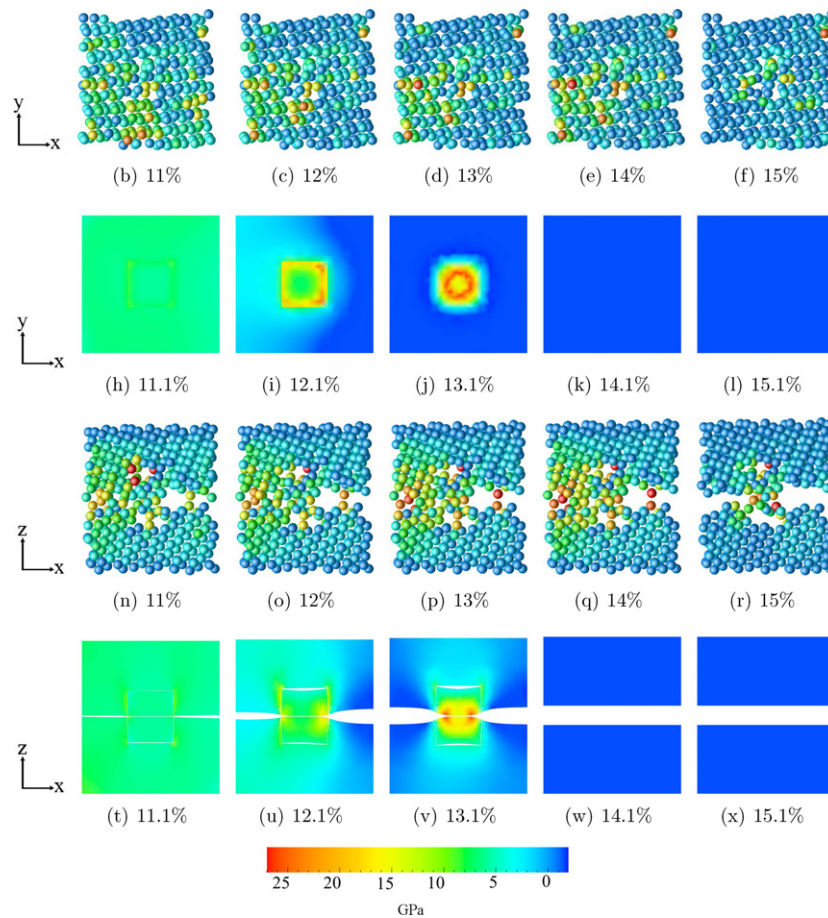 y
x
(b) 11%
(c) 12%
(d) 13%
(e) 14%
(f) 15%
y
x
(h) 11.1%
(i) 12.1%
(j) 13.1%
(k) 14.1%
(l) 15.1%
z
x
(n) 11%
(o) 12%
(p) 13%
(q) 14%
(r) 15%
z
x
(t) 11.1%
(u) 12.1%
(v) 13.1%
(w) 14.1%
(x) 15.1%
25 20 15 10 5 0
GPa